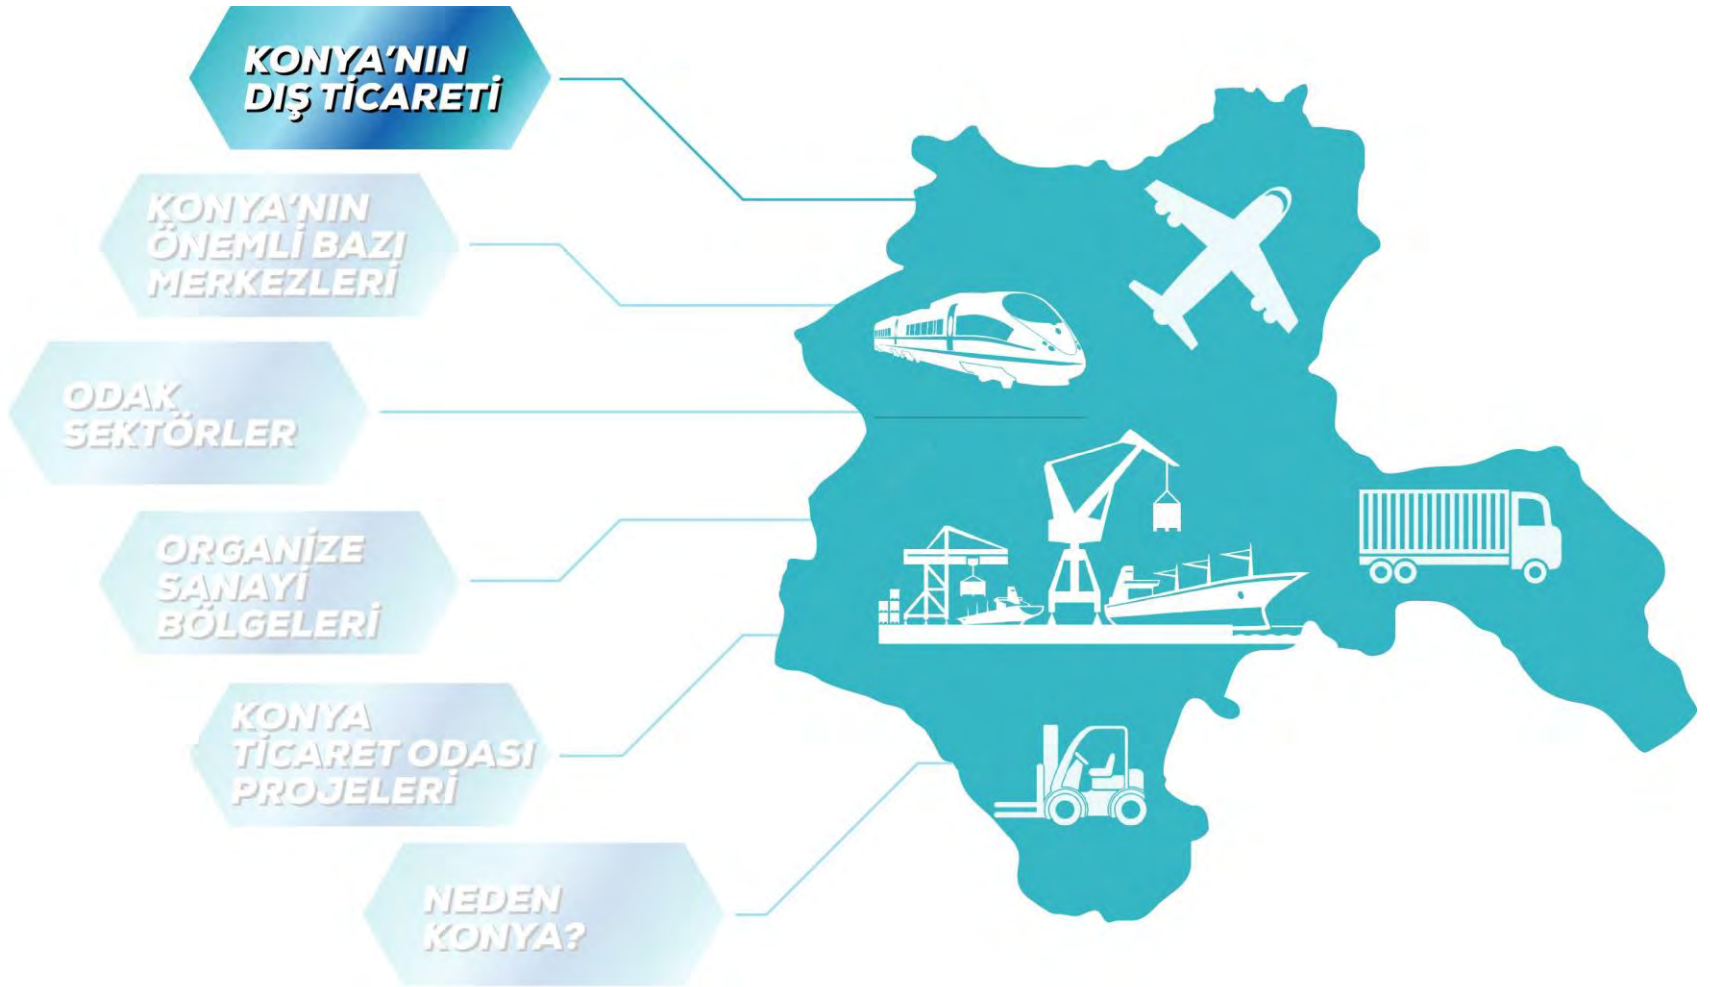 KONYA'NIN
DIŞ TİCARETİ
KONYA'NIN
ÖNEMLİ BAZI
MERKEZLERİ
ODAK
SEKTÖRLER
ORGANİZE
SANAYİ
BÖLGELERİ
KONYA
TİCARET ODASI
PROJELERİ
NEDEN
KONYA?